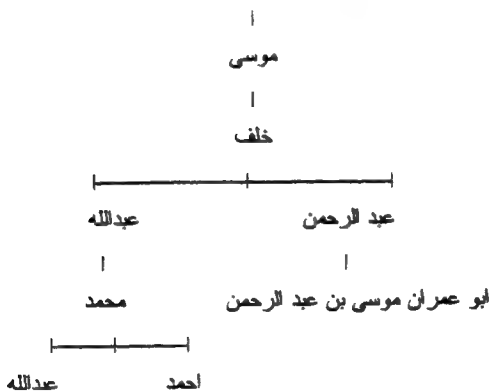 موسى
خلف
عبد الرحمن عبدالله
ابو عمران موسى بن عبد الرحمن محمد
احمد عبدالله